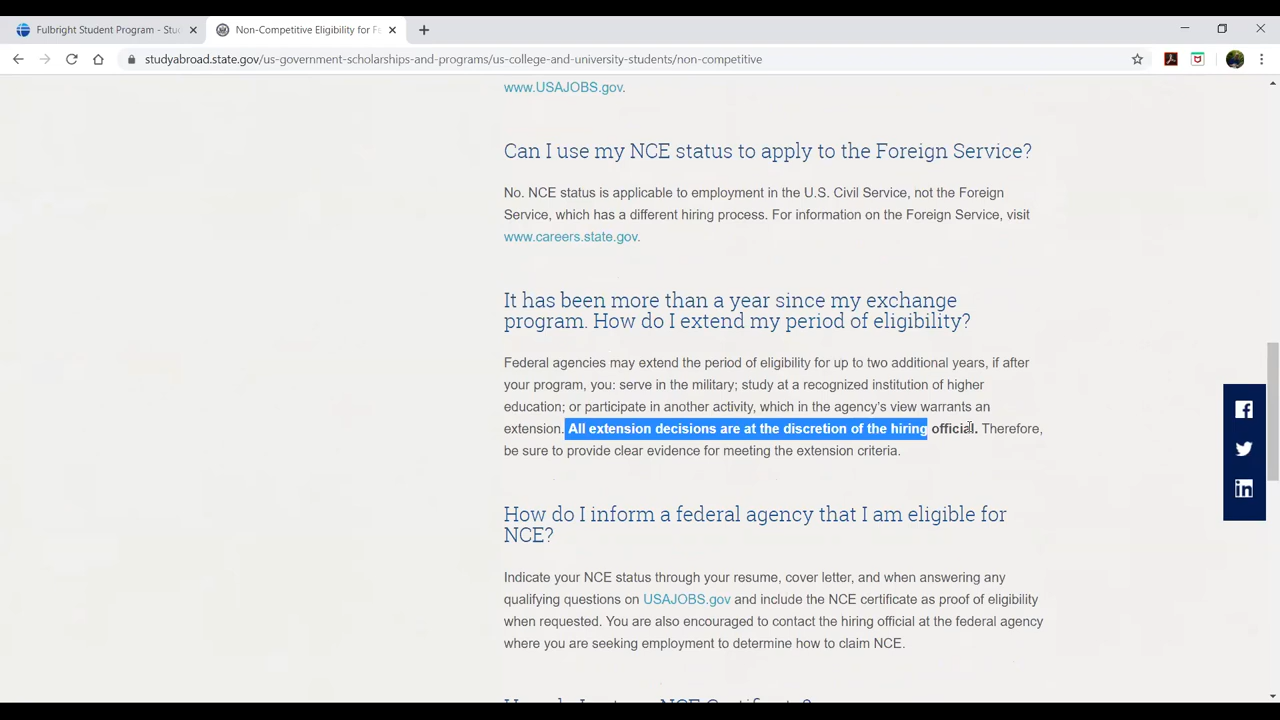 Fulbright Student Program - Stu
Non-Competitive Eligibility for F
studyabroad.state.gov/us-government-scholarships-and-programs/us-college-and-university-students/non-competitive
www.USAJOBS.gov.
Can I use my NCE status to apply to the Foreign Service?
No. NCE status is applicable to employment in the U.S. Civil Service, not the Foreign
Service, which has a different hiring process. For information on the Foreign Service, visit
www.careers.state.gov.
It has been more than a year since my exchange
program. How do I extend my period of eligibility?
Federal agencies may extend the period of eligibility for up to two additional years, if after
your program, you: serve in the military; study at a recognized institution of higher
education; or participate in another activity, which in the agency's view warrants an
extension. All extension decisions are at the discretion of the hiring official. Therefore,
be sure to provide clear evidence for meeting the extension criteria.
How do I inform a federal agency that I am eligible for
NCE?
Indicate your NCE status through your resume, cover letter, and when answering any
qualifying questions on USAJOBS.gov and include the NCE certificate as proof of eligibility
when requested. You are also encouraged to contact the hiring official at the federal agency
where you are seeking employment to determine how to claim NCE.